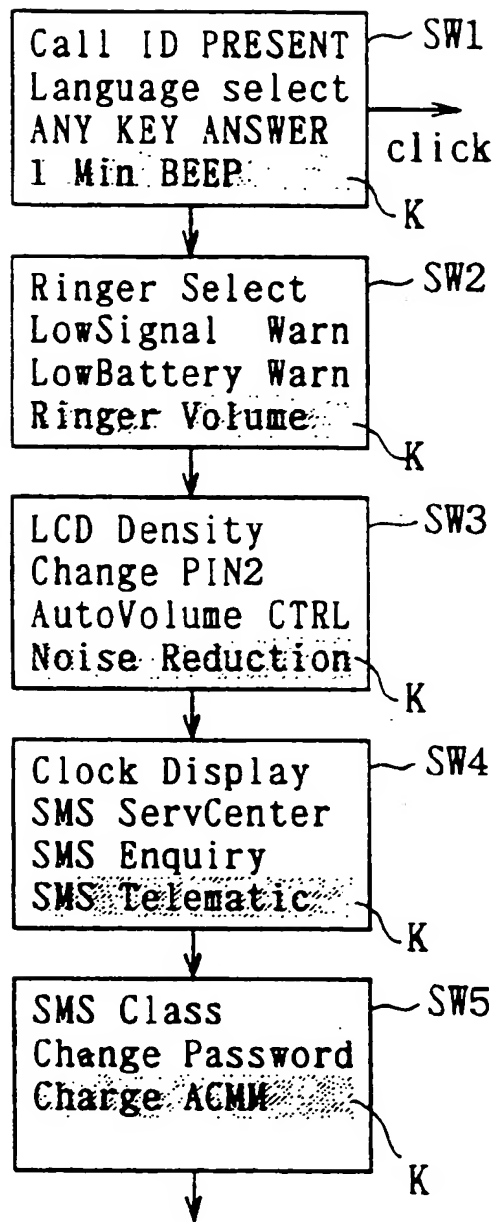 Call ID PRESENT
Language select
ANY KEY ANSWER
1 Min BEEP
SW1
click
K
Ringer Select
LowSignal Warn
LowBattery Warn
Ringer Volume
SW2
K
LCD Density
Change PIN2
AutoVolume CTRL
Noise Reduction
SW3
K
Clock Display
SMS ServCenter
SMS Enquiry
SMS Telematic
SW4
K
SMS Class
Change Password
Charge
SW5
K